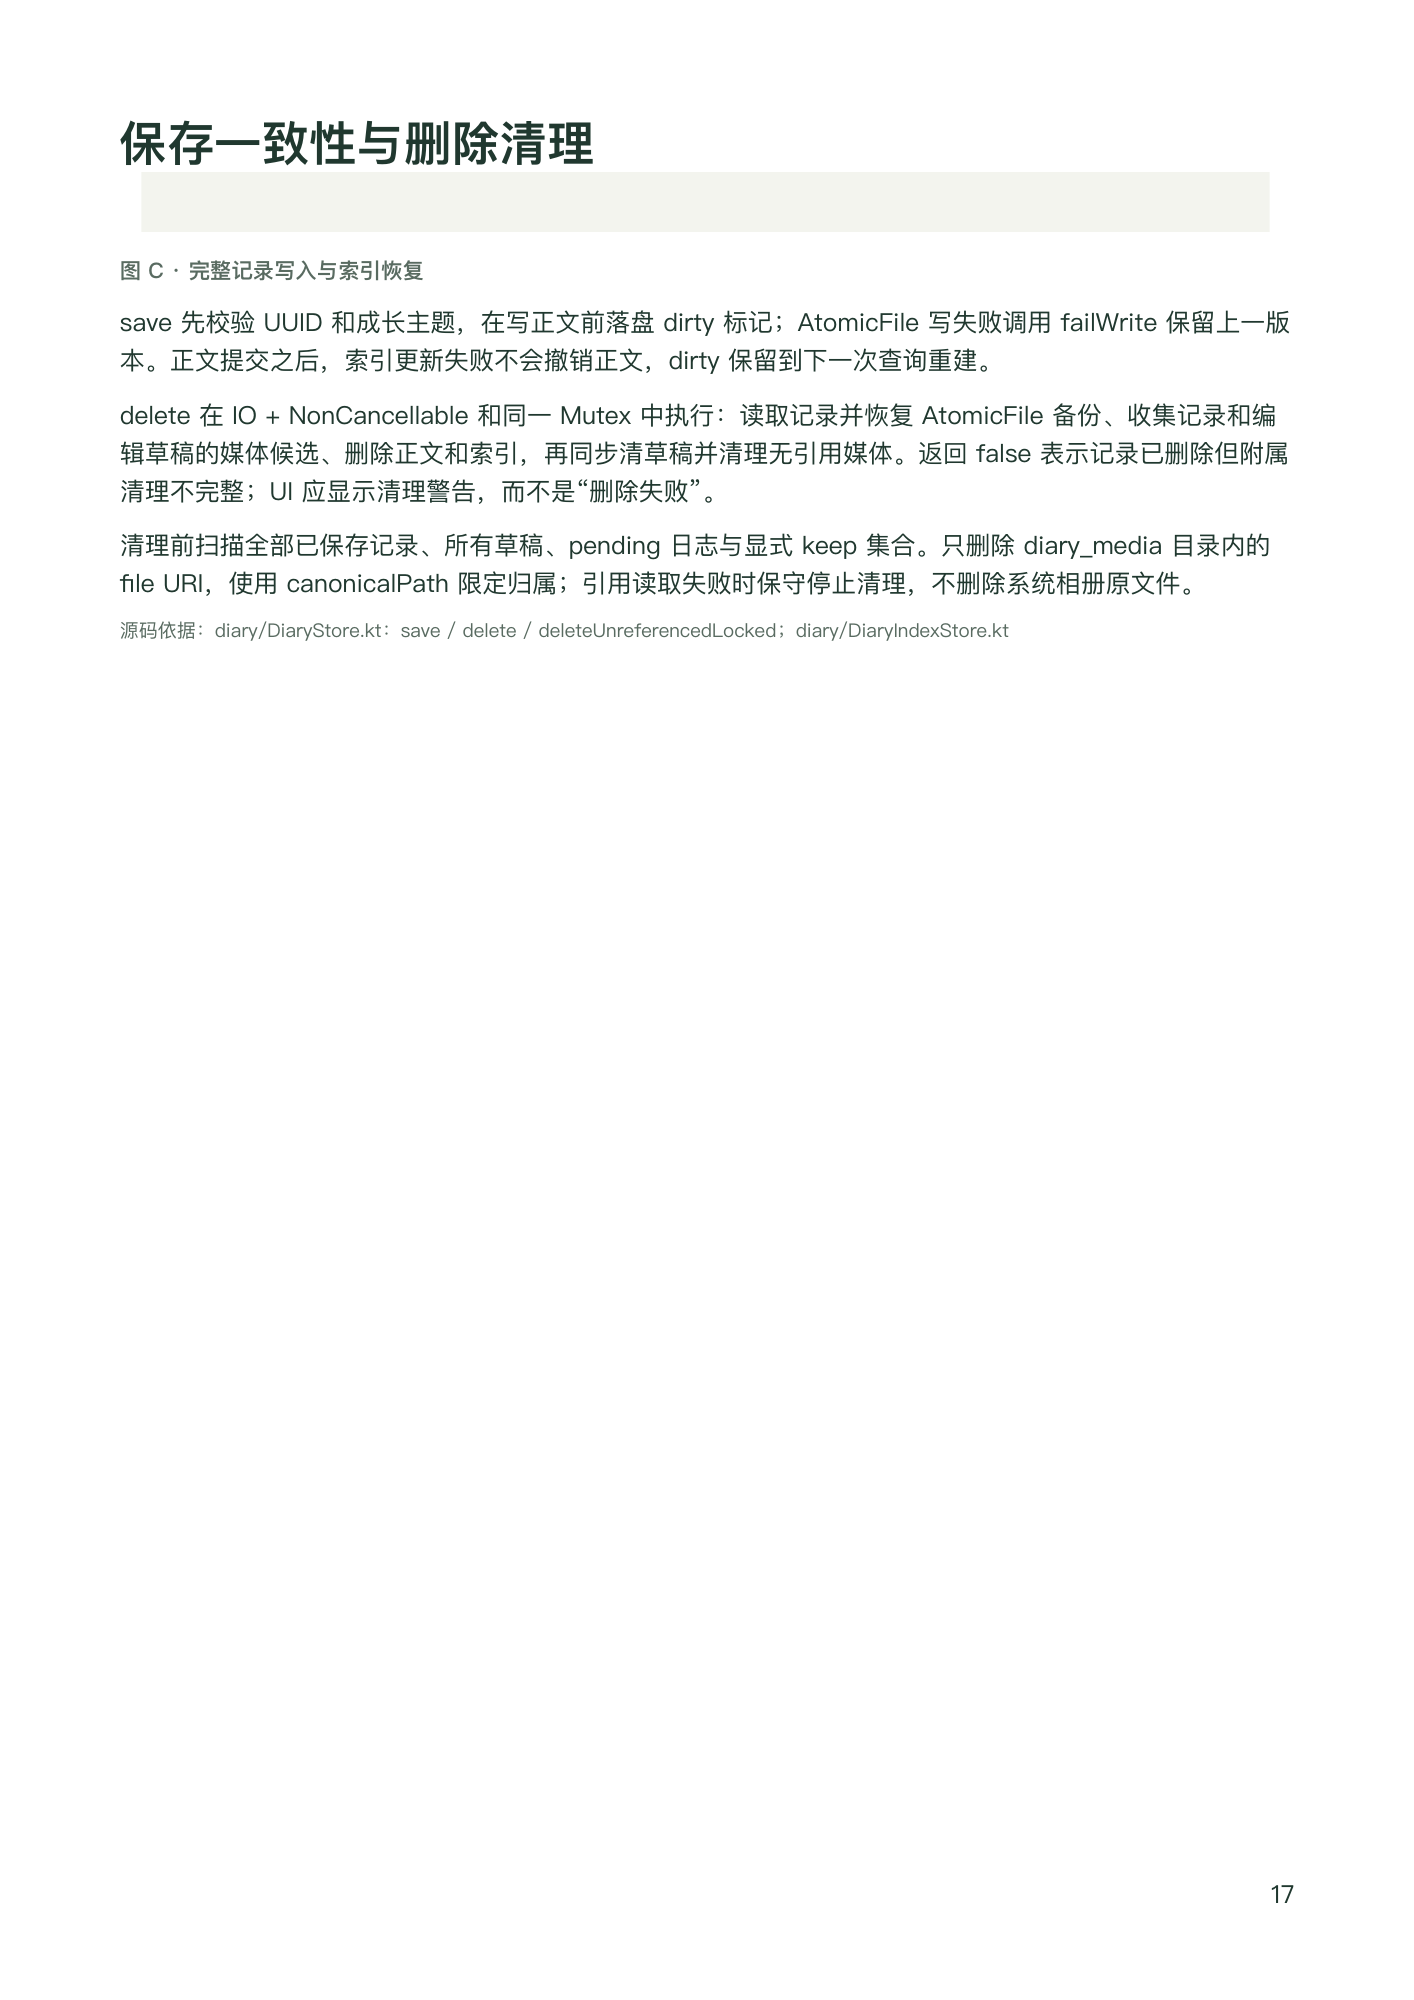 保存一致性与删除清理
图 C · 完整记录写入与索引恢复
save 先校验 UUID 和成长主题，在写正文前落盘 dirty 标记；AtomicFile 写失败调用 failWrite 保留上一版
本。正文提交之后，索引更新失败不会撤销正文，dirty 保留到下一次查询重建。
delete 在 IO + NonCancellable 和同一 Mutex 中执行：读取记录并恢复 AtomicFile 备份、收集记录和编
辑草稿的媒体候选、删除正文和索引，再同步清草稿并清理无引用媒体。返回 false 表示记录已删除但附属
清理不完整；UI 应显示清理警告，而不是“删除失败”。
清理前扫描全部已保存记录、所有草稿、pending 日志与显式 keep 集合。只删除 diary_media 目录内的
file URI，使用 canonicalPath 限定归属；引用读取失败时保守停止清理，不删除系统相册原文件。
源码依据：diary/DiaryStore.kt：save / delete / deleteUnreferencedLocked；diary/DiaryIndexStore.kt
17